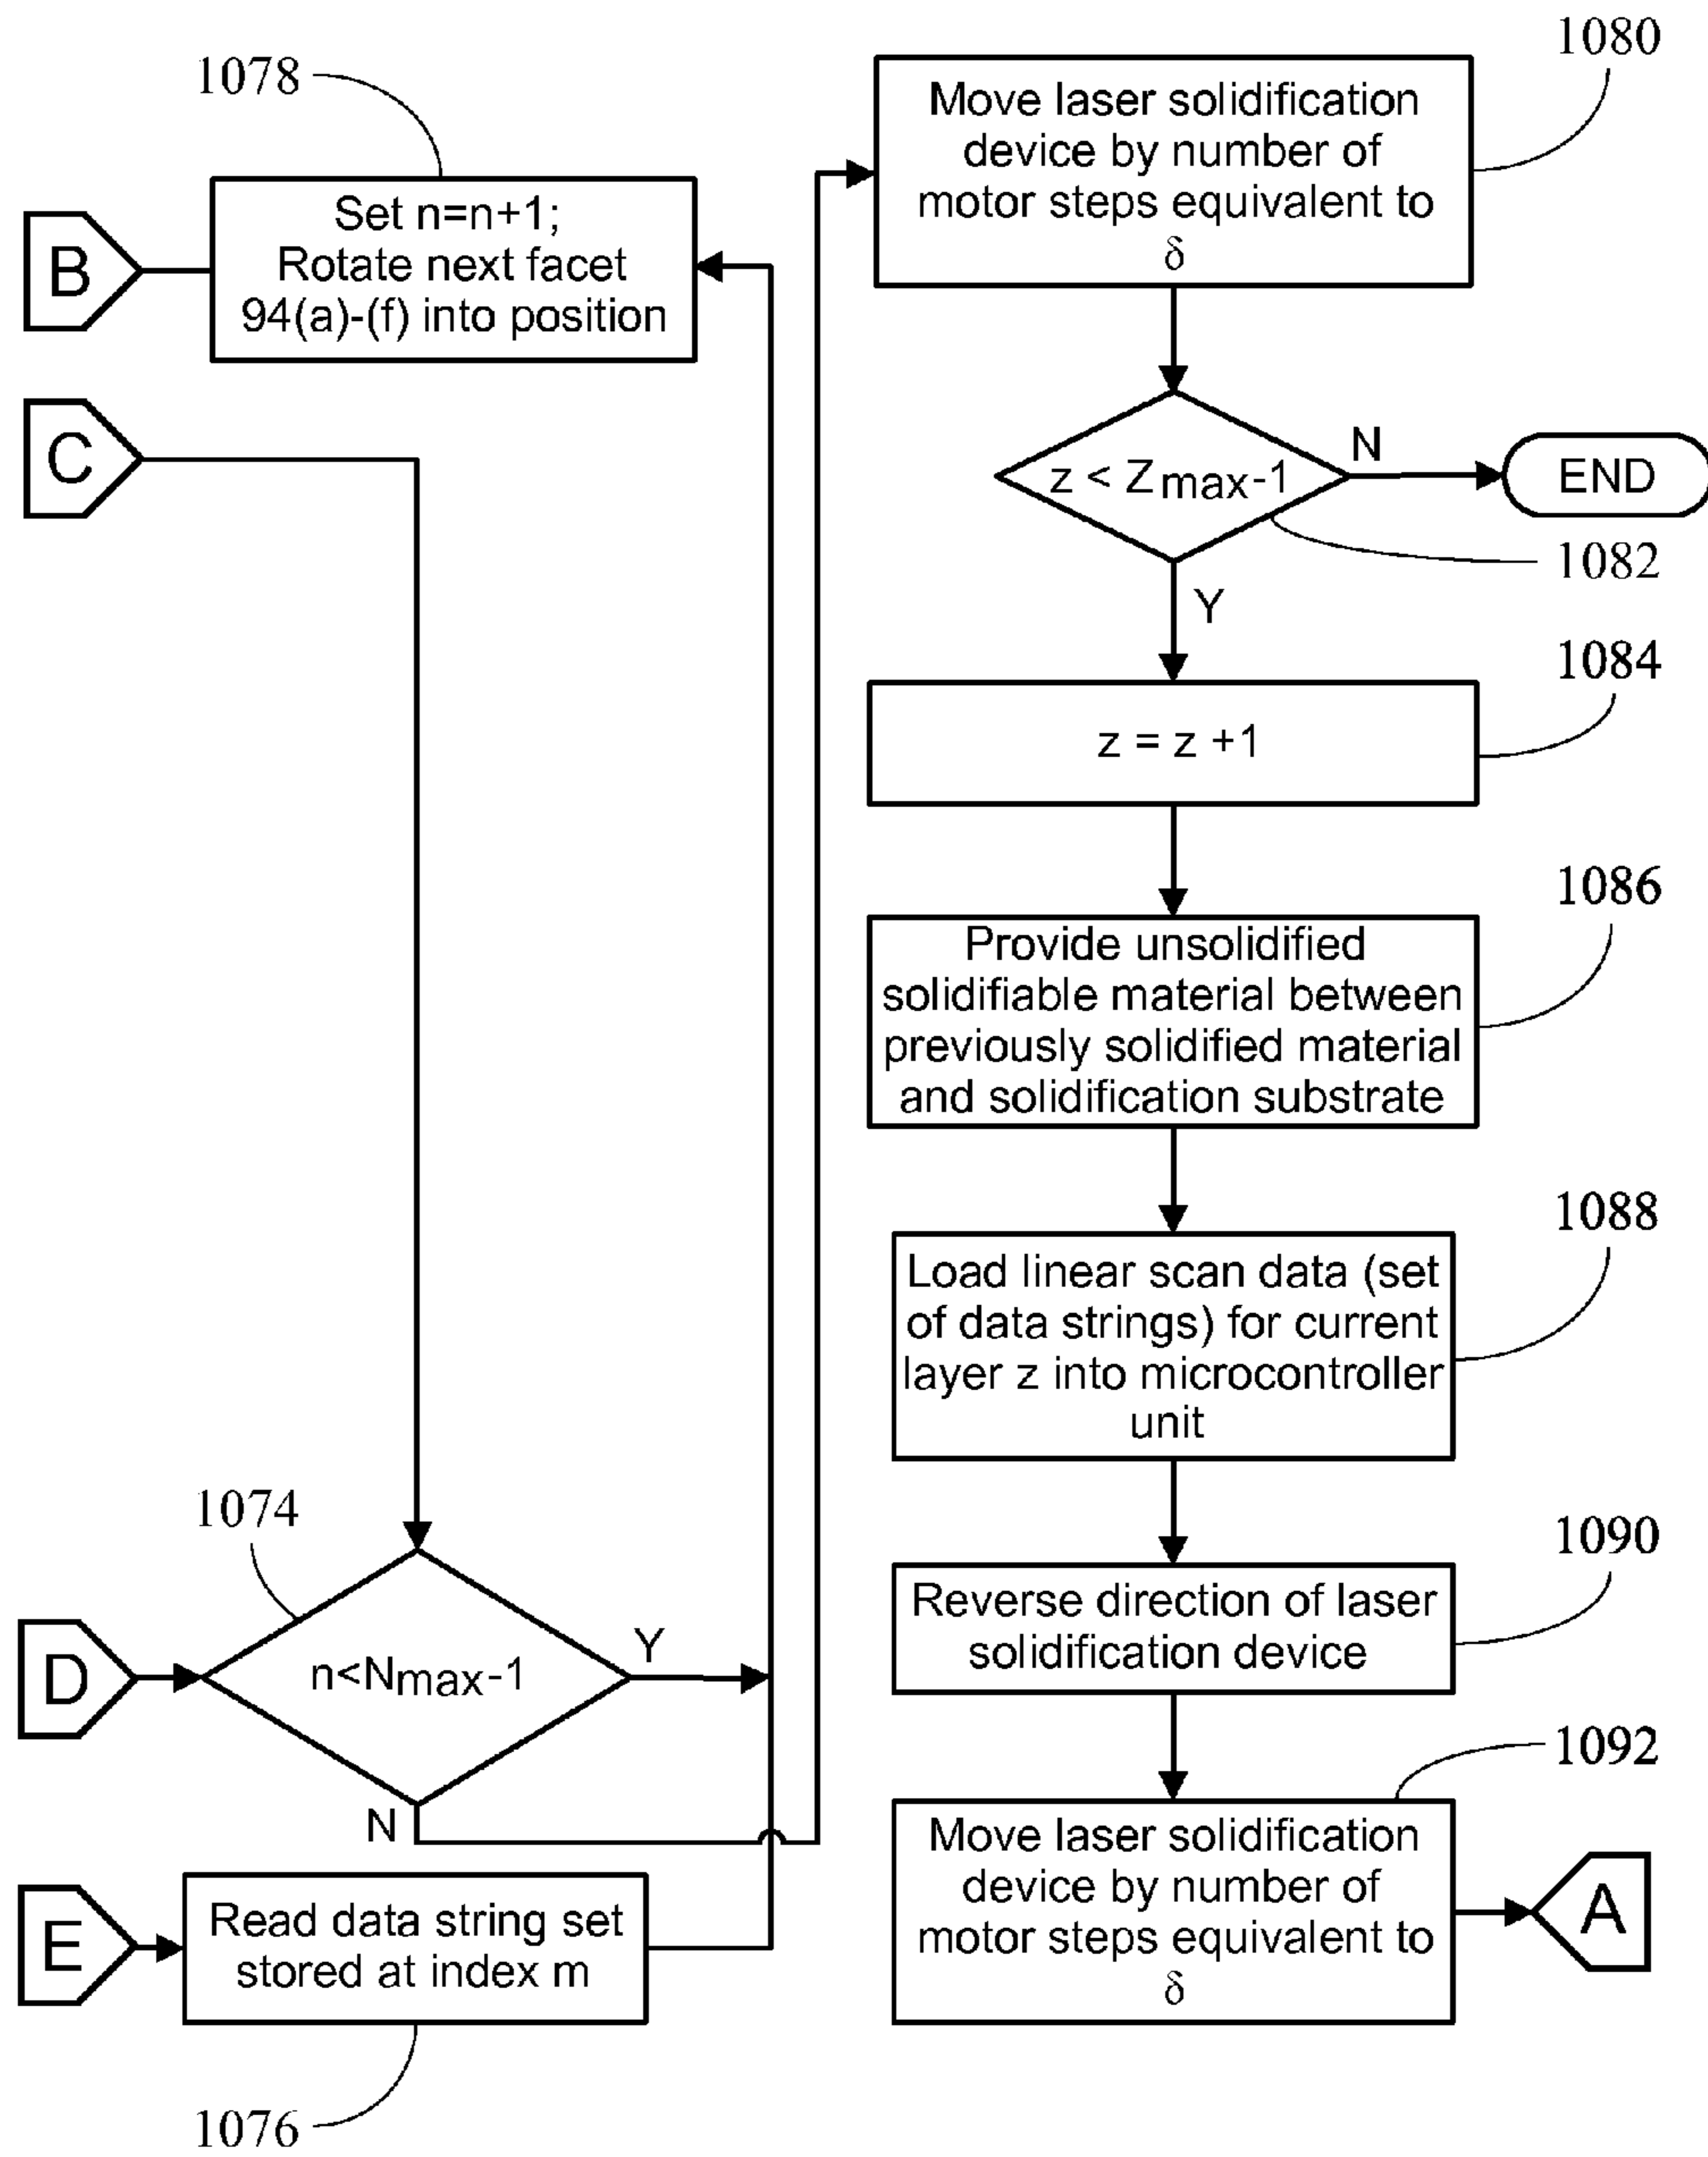 1078
B
Set n=n+1;
Rotate next facet
94(a)-(f) into position
C
1074
D
n<Nmax-1
Y
N
E
Read data string set
stored at index m
1076
1080
Move laser solidification
device by number of
motor steps equivalent to
δ
z < Zmax-1
N
END
1082
Y
1084
z = z +1
1086
Provide unsolidified
solidifiable material between
previously solidified material
and solidification substrate
1088
Load linear scan data (set
of data strings) for current
layer z into microcontroller
unit
1090
Reverse direction of laser
solidification device
1092
Move laser solidification
device by number of
motor steps equivalent to
δ
A